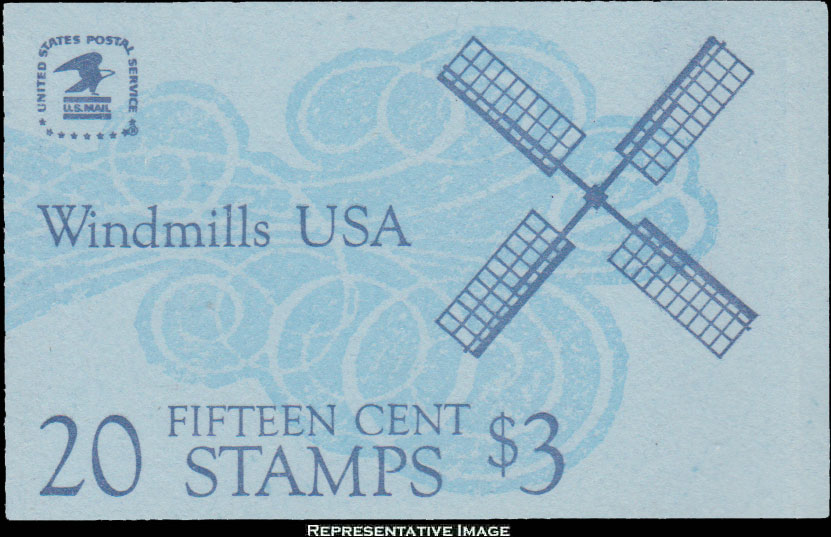 UNITED STATES POSTAL SERVICE
U.S.MAIL
®
Windmills USA
20 FIFTEEN CENT STAMPS $3
REPRESENTATIVE IMAGE